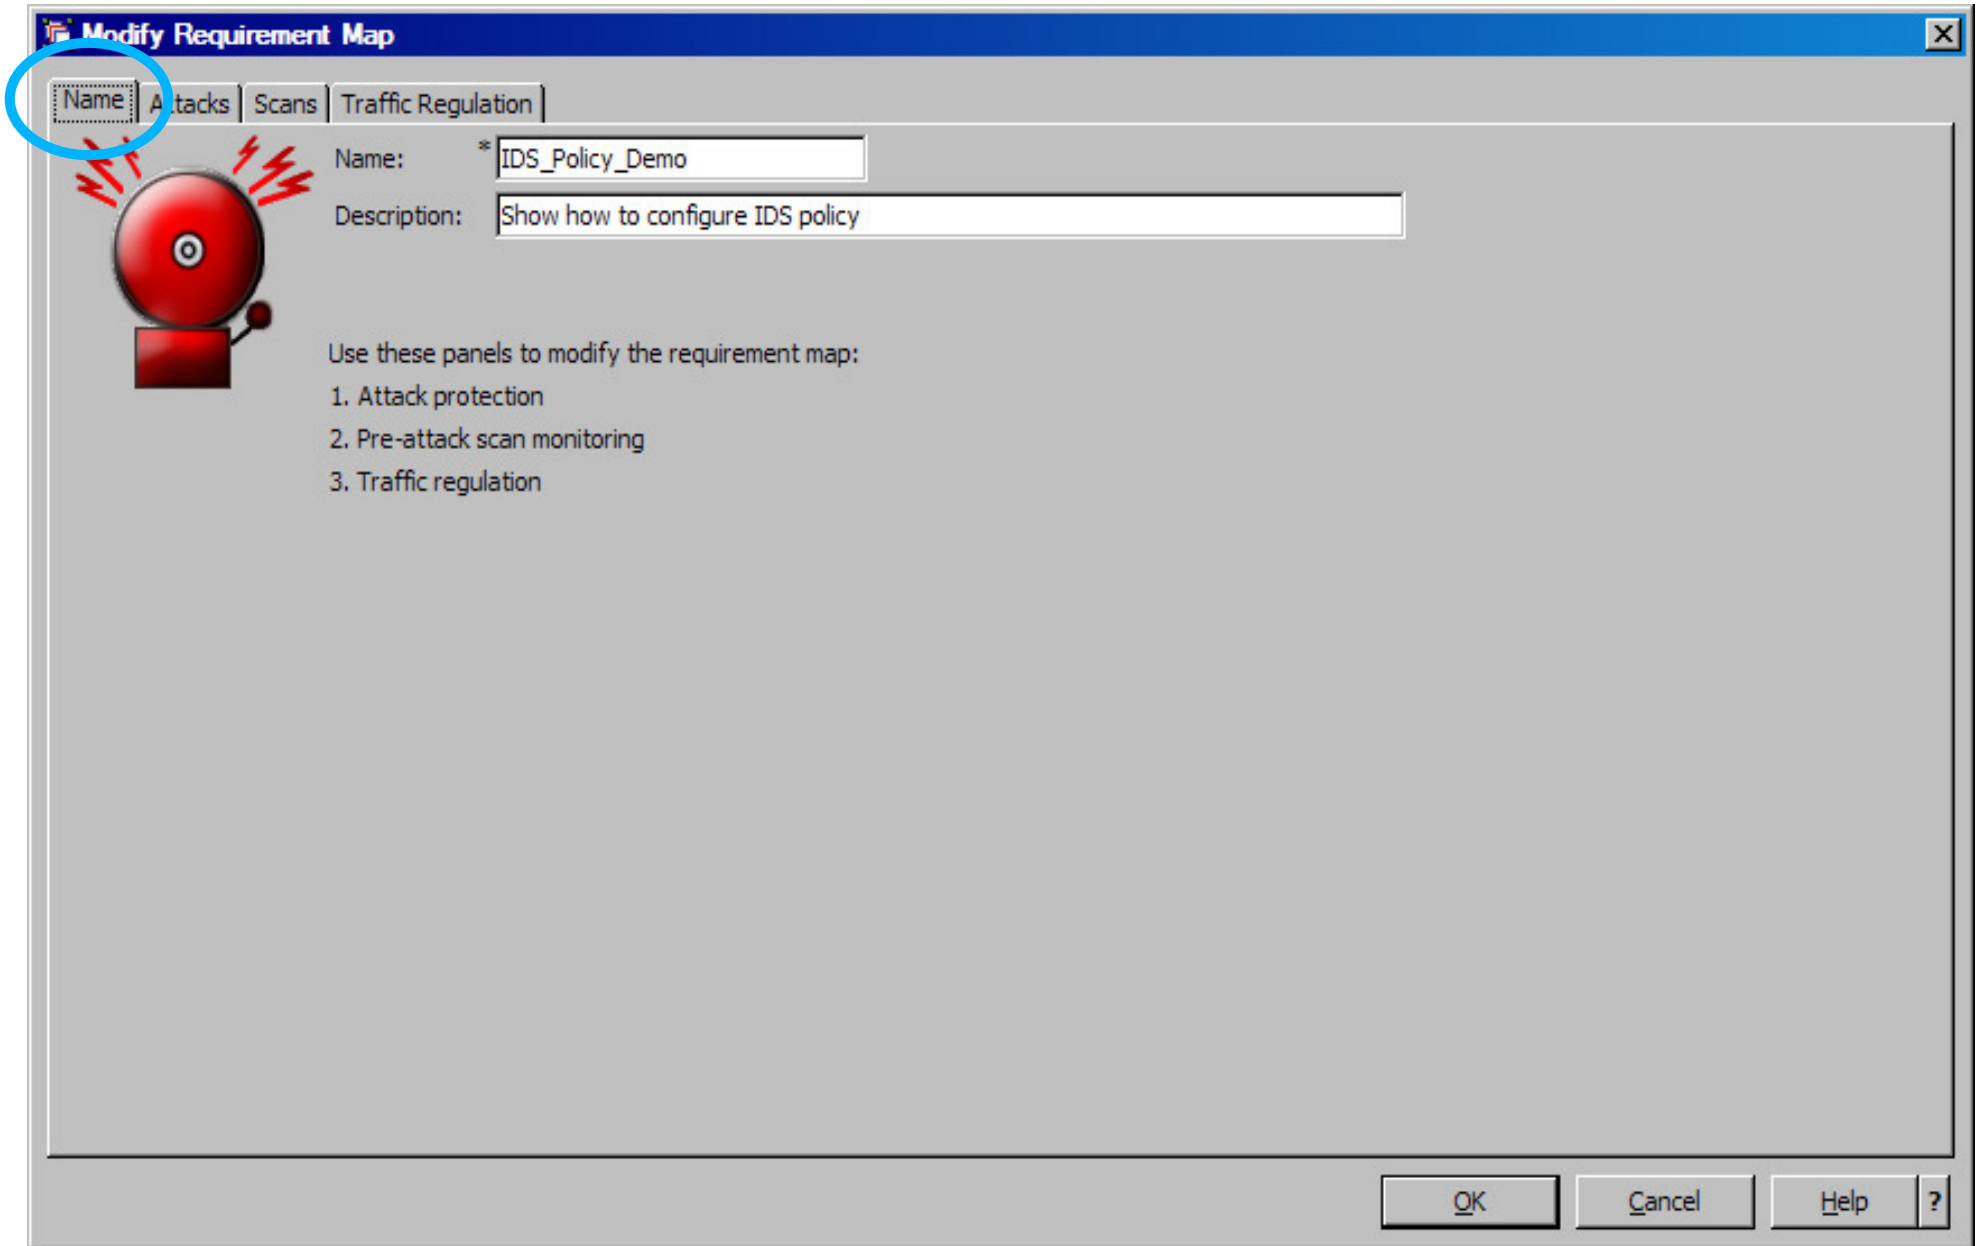 Modify Requirement Map
Name Attacks Scans Traffic Regulation
Name: * IDS_Policy_Demo
Description: Show how to configure IDS policy
Use these panels to modify the requirement map:
1. Attack protection
2. Pre-attack scan monitoring
3. Traffic regulation
OK Cancel Help ?